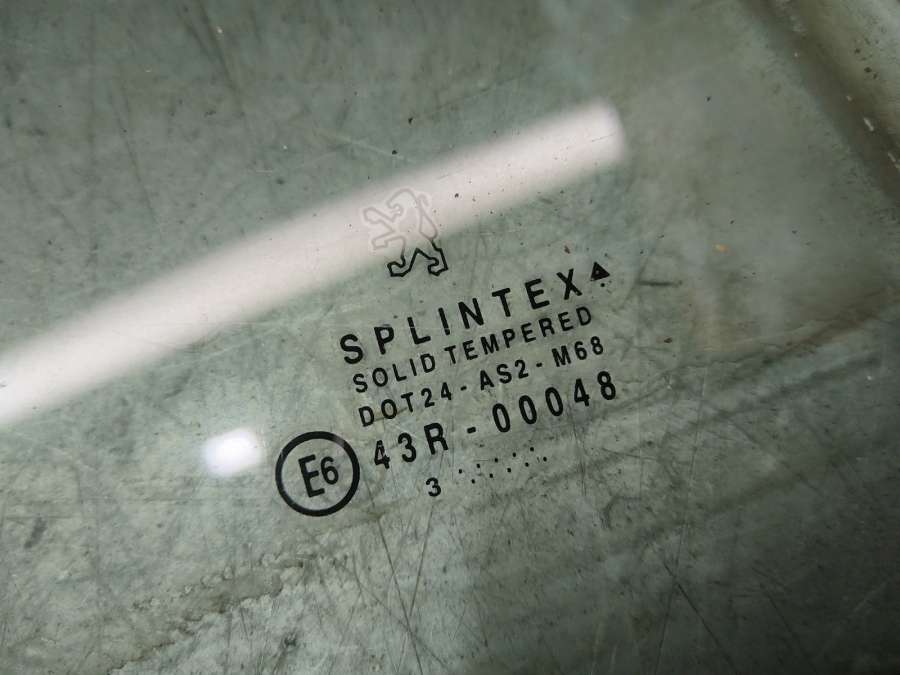 SPLINTEX
SOLID TEMPERED
DOT24-AS2-M68
43R-00048
E6
3 ::::::.